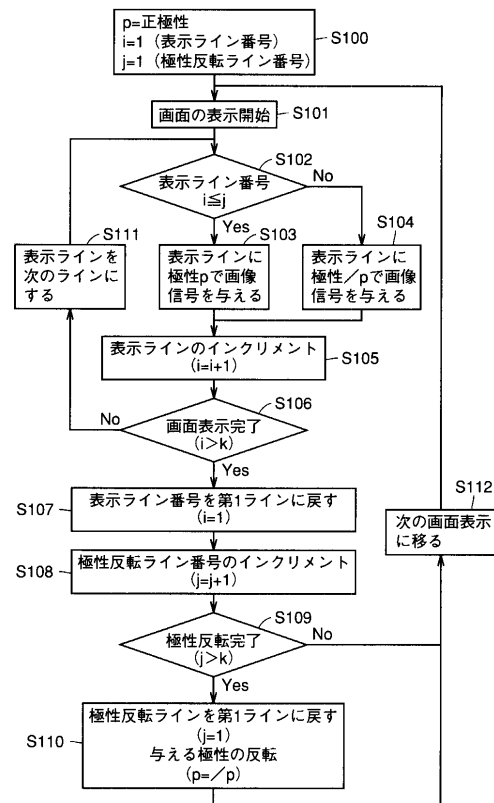 p=正極性
i=1（表示ライン番号）
j=1（極性反転ライン番号）
S100
画面の表示開始
S101
S102
表示ライン番号
i≦j
No
Yes
S111
表示ラインを
次のラインに
する
S103
表示ラインに
極性pで画像
信号を与える
S104
表示ラインに
極性／pで画像
信号を与える
表示ラインのインクリメント
(i=i+1)
S105
S106
画面表示完了
(i>k)
No
Yes
S107
表示ライン番号を第1ラインに戻す
(i=1)
S112
次の画面表示
に移る
S108
極性反転ライン番号のインクリメント
(j=j+1)
S109
極性反転完了
(j>k)
No
Yes
S110
極性反転ラインを第1ラインに戻す
(j=1)
与える極性の反転
(p=／p)